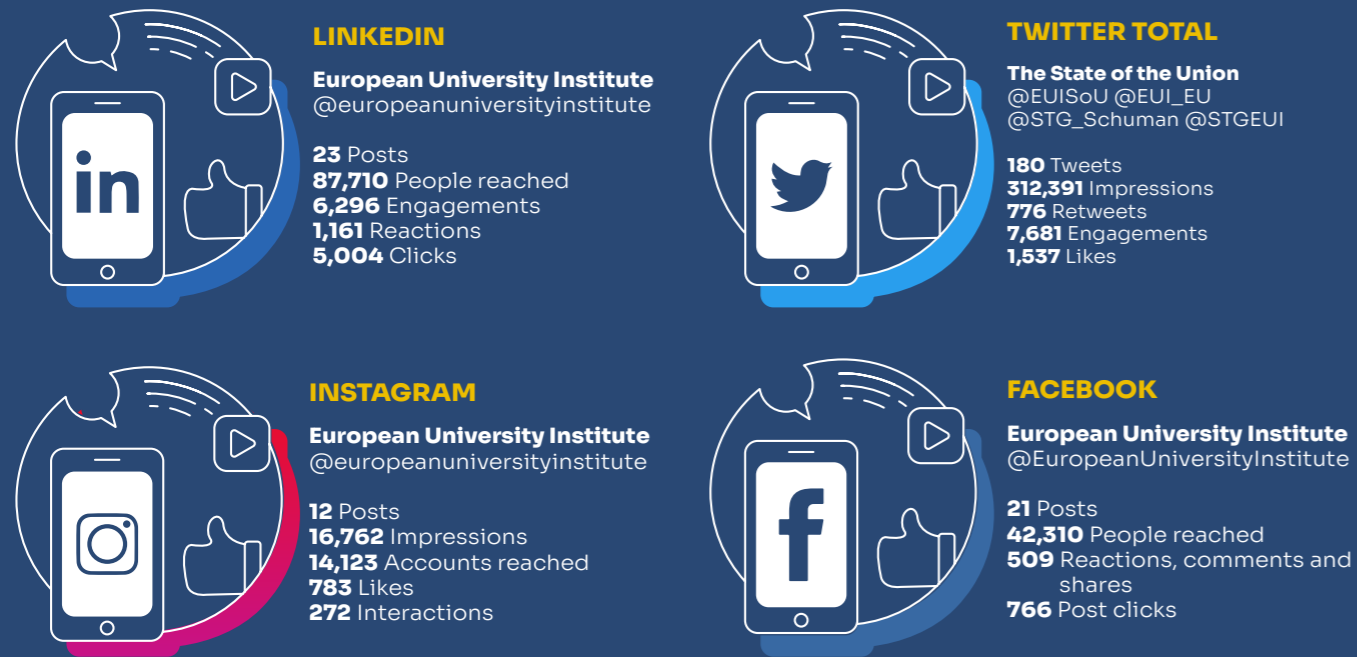 LINKEDIN
European University Institute
@europeanuniversityinstitute
23 Posts
87,710 People reached
6,296 Engagements
1,161 Reactions
5,004 Clicks
in
TWITTER TOTAL
The State of the Union
@EUISoU @EUI_EU
@STG_Schuman @STGEUI
180 Tweets
312,391 Impressions
776 Retweets
7,681 Engagements
1,537 Likes
INSTAGRAM
European University Institute
@europeanuniversityinstitute
12 Posts
16,762 Impressions
14,123 Accounts reached
783 Likes
272 Interactions
FACEBOOK
European University Institute
@EuropeanUniversityInstitute
21 Posts
42,310 People reached
509 Reactions, comments and
shares
766 Post clicks
f